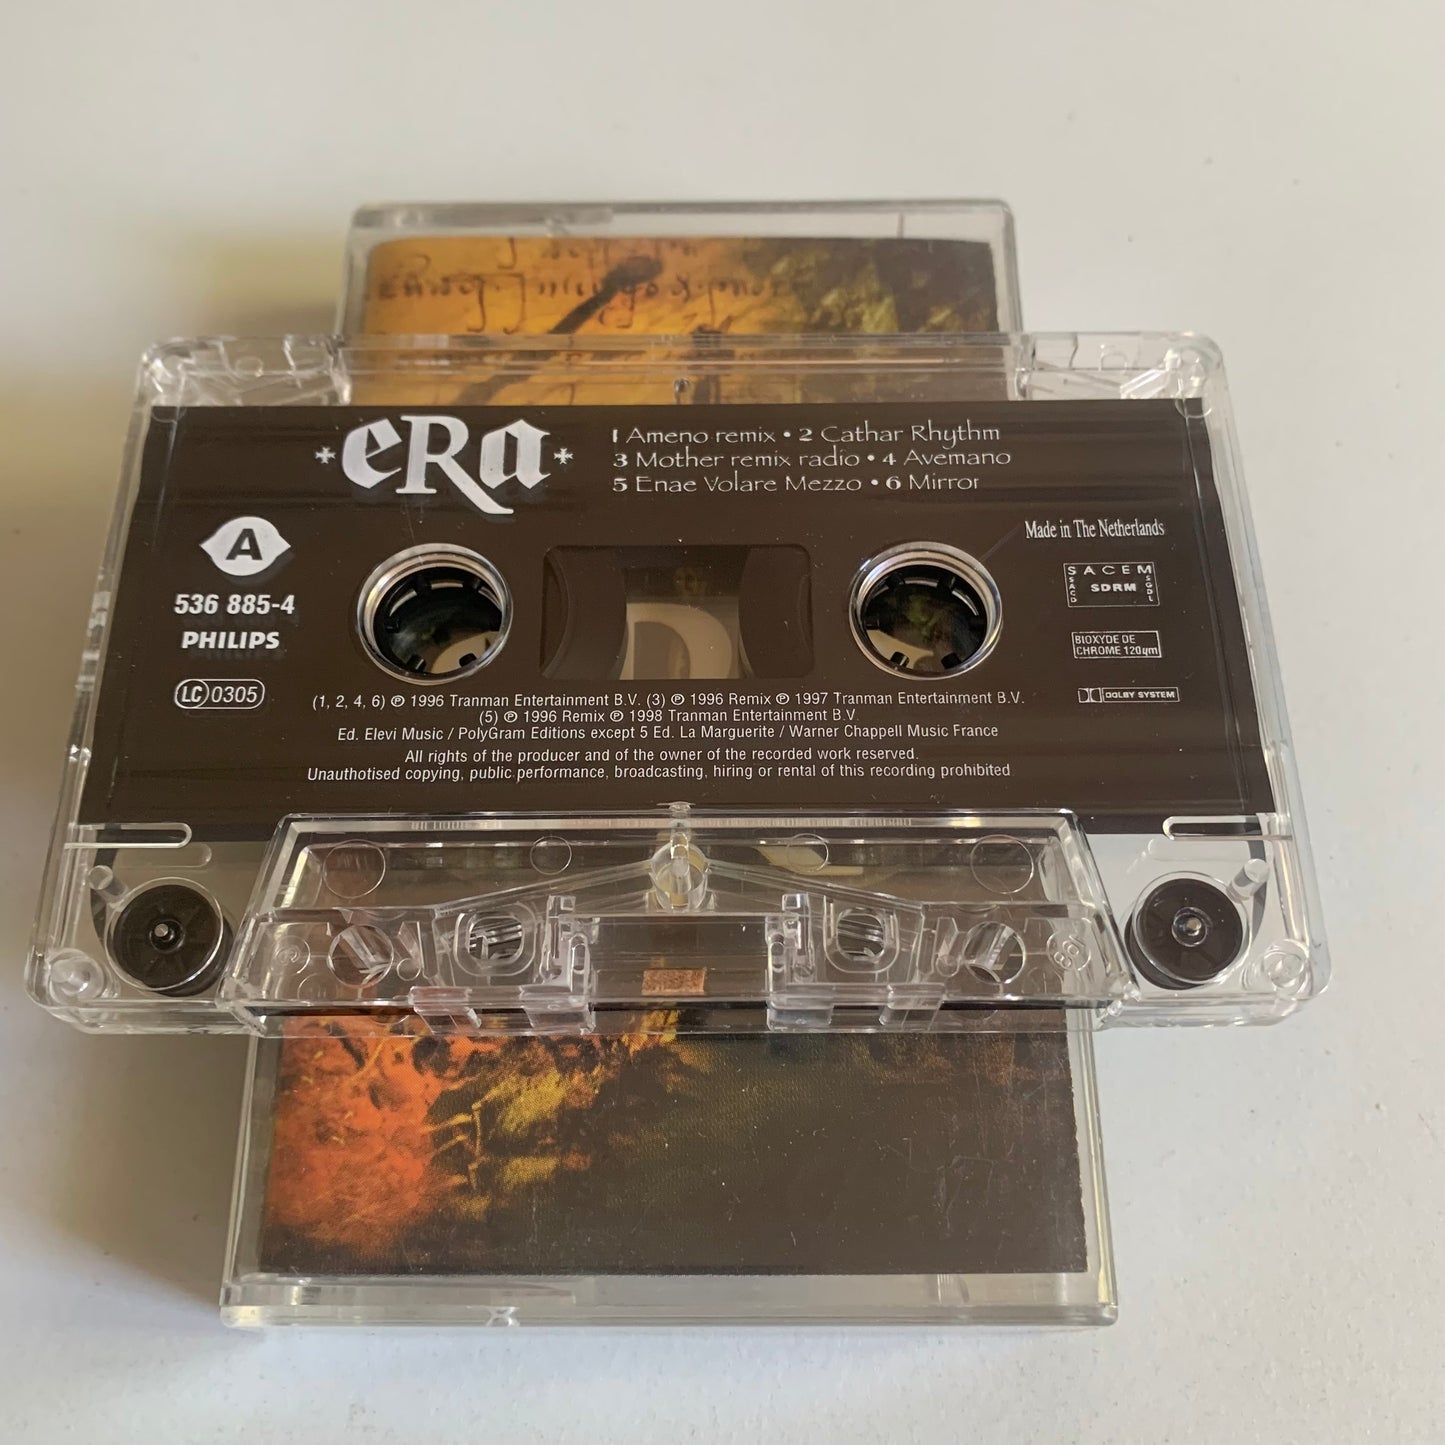 eRa
1 Ameno remix • 2 Cathar Rhythm
3 Mother remix radio • 4 Avemano
5 Enae Volare Mezzo • 6 Mirror
A
536 885-4
PHILIPS
LC 0305
Made in The Netherlands
SACEM
SACD SDRM SGDL
BIOXYDE DE
CHROME 120µm
DOLBY SYSTEM
(1, 2, 4, 6) ℗ 1996 Tranman Entertainment B.V. (3) ℗ 1996 Remix ℗ 1997 Tranman Entertainment B.V.
(5) ℗ 1996 Remix ℗ 1998 Tranman Entertainment B.V.
Ed. Elevi Music / PolyGram Editions except 5 Ed. La Marguerite / Warner Chappell Music France
All rights of the producer and of the owner of the recorded work reserved.
Unauthotised copying, public performance, broadcasting, hiring or rental of this recording prohibited